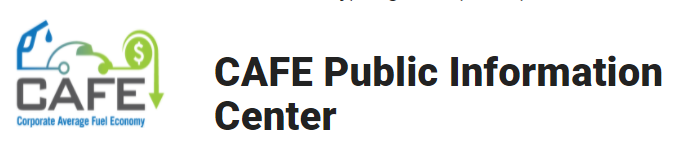 CAFE Public Information
Center
$
CAFE
Corporate Average Fuel Economy